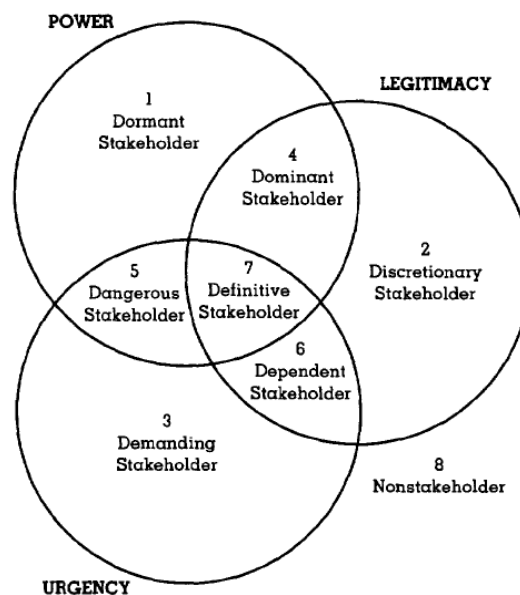 POWER
LEGITIMACY
1
Dormant
Stakeholder
4
Dominant
Stakeholder
2
Discretionary
Stakeholder
5
Dangerous
Stakeholder
7
Definitive
Stakeholder
6
Dependent
Stakeholder
3
Demanding
Stakeholder
8
Nonstakeholder
URGENCY